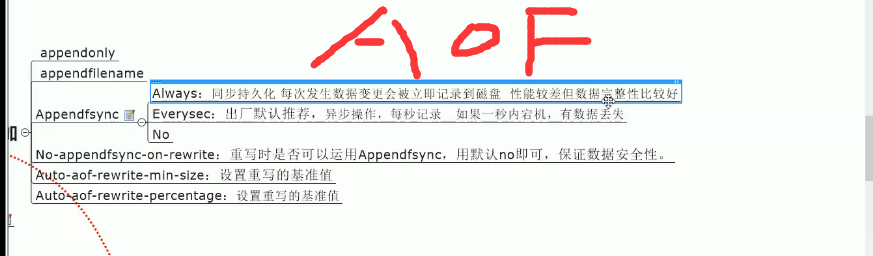 AOF
appendonly
appendfilename
Always：同步持久化 每次发生数据变更会被立即记录到磁盘 性能较差但数据完整性比较好
Appendfsync
Everysec：出厂默认推荐，异步操作，每秒记录 如果一秒内宕机，有数据丢失
No
No-appendfsync-on-rewrite：重写时是否可以运用Appendfsync，用默认no即可，保证数据安全性。
Auto-aof-rewrite-min-size：设置重写的基准值
Auto-aof-rewrite-percentage：设置重写的基准值